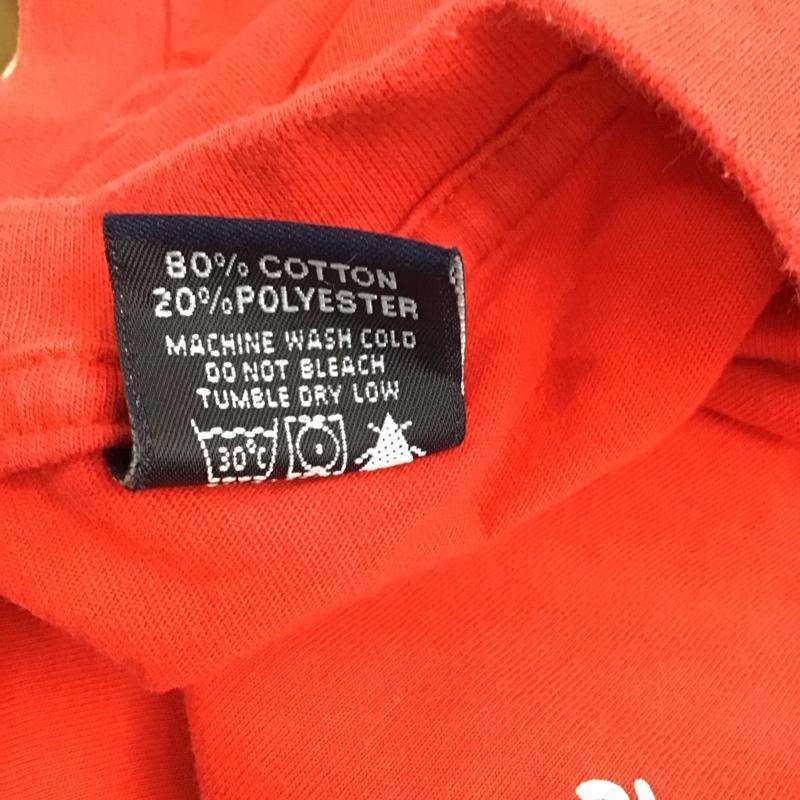 80% COTTON
20%POLYESTER
MACHINE WASH COLD
DO NOT BLEACH
TUMBLE DRY LOW
30°C